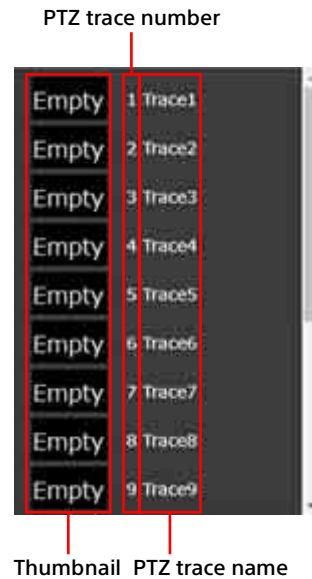 PTZ trace number
Empty 1 Trace1
Empty 2 Trace2
Empty 3 Trace3
Empty 4 Trace4
Empty 5 Trace5
Empty 6 Trace6
Empty 7 Trace7
Empty 8 Trace8
Empty 9 Trace9
Thumbnail PTZ trace name